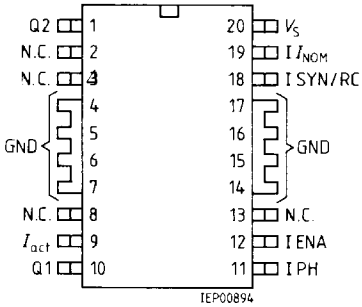 Q2 1 20 V_S
N.C. 2 19 I I_NOM
N.C. 3 18 I SYN/RC
4 17
5 16
GND GND
6 15
7 14
N.C. 8 13 N.C.
I_act 9 12 I ENA
Q1 10 11 I PH
IEP00894